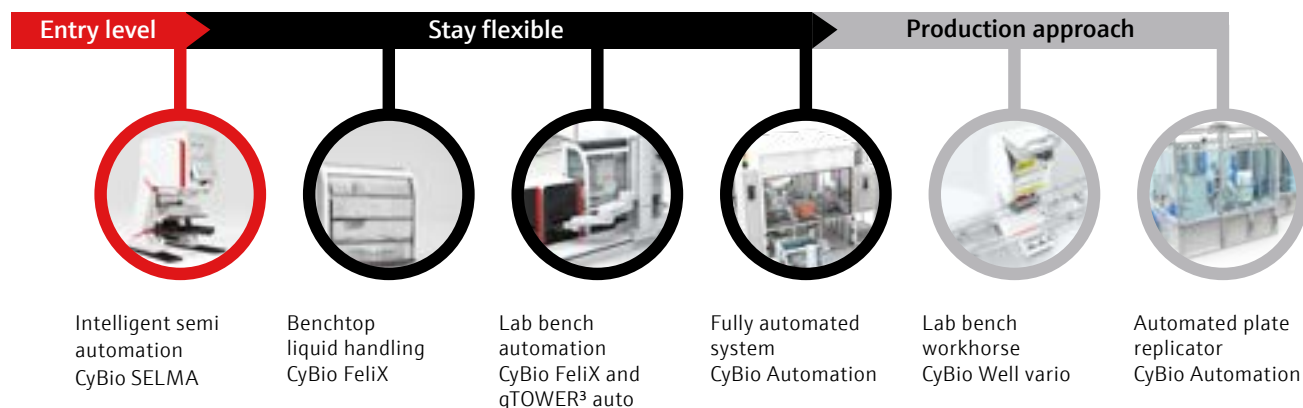 Entry level
Stay flexible
Production approach
Intelligent semi
automation
CyBio SELMA
Benchtop
liquid handling
CyBio FeliX
Lab bench
automation
CyBio FeliX and
qTOWER³ auto
Fully automated
system
CyBio Automation
Lab bench
workhorse
CyBio Well vario
Automated plate
replicator
CyBio Automation